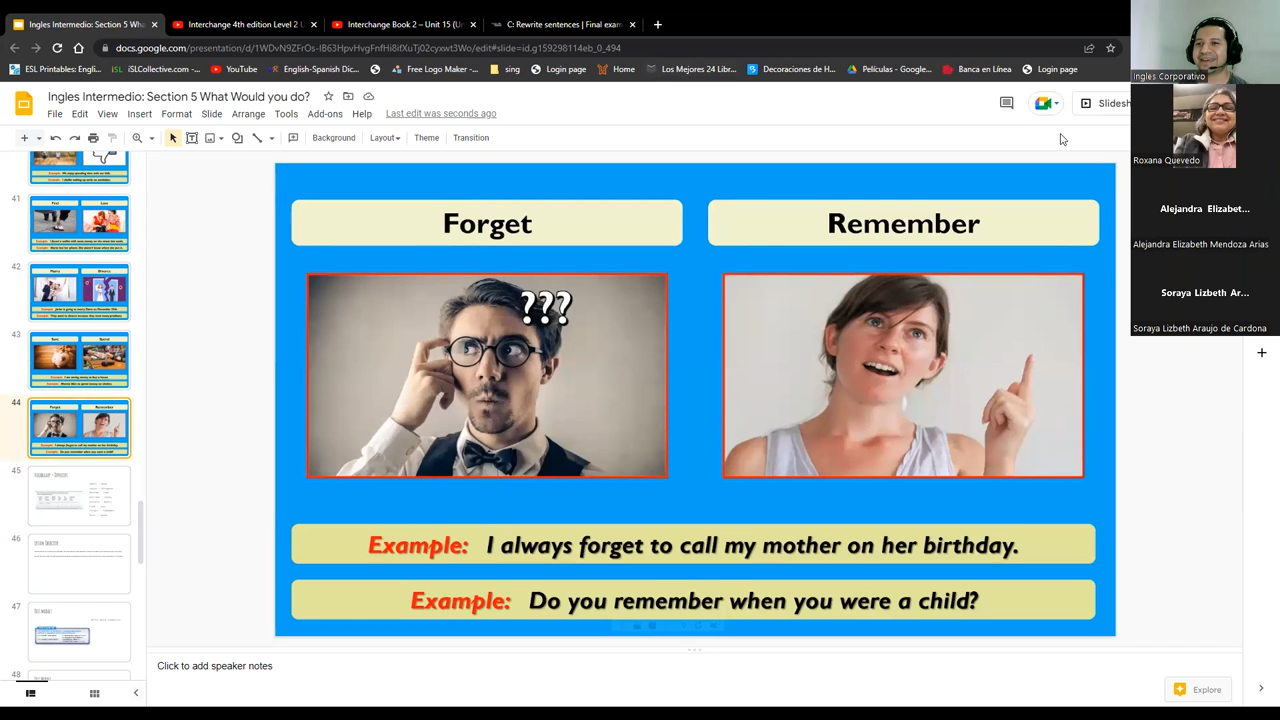 Ingles Intermedio: Section 5 What
Interchange 4th edition Level 2
Interchange Book 2 – Unit 15 (U
C: Rewrite sentences | Final exam
docs.google.com/presentation/d/1WDvN9ZFrOs-IB63HpvHvgFnfHi8ifXuTj02cyxwt3Wo/edit#slide=id.g159298114eb_0_494
ESL Printables: Engli... iSLCollective.com -... YouTube English-Spanish Dic... Free Logo Maker -... sing Login page Home Los Mejores 24 Libr... Decoraciones de H... Películas - Google... Banca en Línea Login page
Ingles Intermedio: Section 5 What Would you do?
File Edit View Insert Format Slide Arrange Tools Add-ons Help Last edit was seconds ago
Slidesh
Background Layout Theme Transition
41
42
43
44
45
46
47
48
Forget
Remember
???
Example: I always forget to call my mother on her birthday.
Example: Do you remember when you were a child?
Click to add speaker notes
Explore
Ingles Corporativo
Roxana Quevedo
Alejandra Elizabet...
Alejandra Elizabeth Mendoza Arias
Soraya Lizbeth Ar...
Soraya Lizbeth Araujo de Cardona